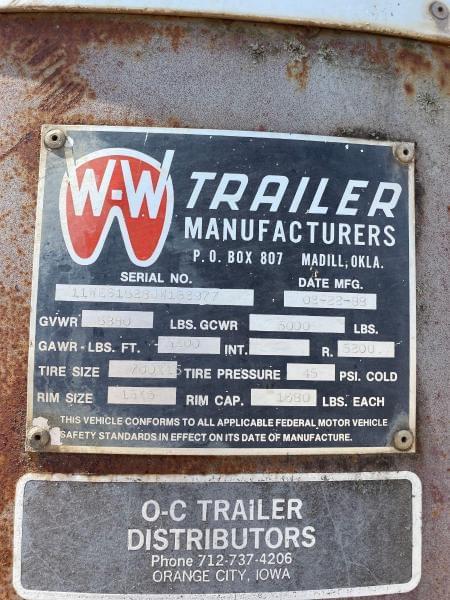 W-W TRAILER
MANUFACTURERS
P.O. BOX 807 MADILL, OKLA.
SERIAL NO. DATE MFG.
GVWR LBS. GCWR 6000 LBS.
GAWR - LBS. FT. INT. R. 5200
TIRE SIZE 700X15 TIRE PRESSURE 45 PSI. COLD
RIM SIZE RIM CAP. LBS. EACH
THIS VEHICLE CONFORMS TO ALL APPLICABLE FEDERAL MOTOR VEHICLE
SAFETY STANDARDS IN EFFECT ON ITS DATE OF MANUFACTURE.
O-C TRAILER
DISTRIBUTORS
Phone 712-737-4206
ORANGE CITY, IOWA